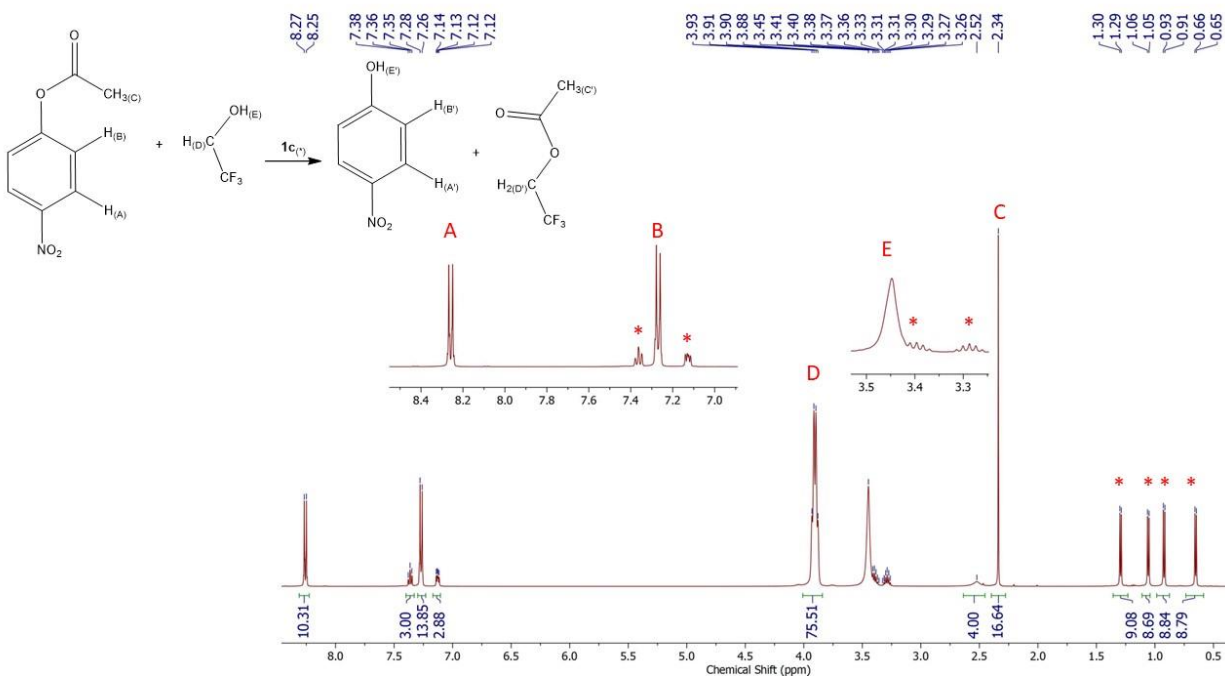 8.27
8.25
7.38
7.36
7.35
7.28
7.26
7.14
7.13
7.12
7.12
3.93
3.91
3.90
3.88
3.45
3.41
3.40
3.38
3.37
3.36
3.33
3.31
3.31
3.30
3.29
3.27
3.26
2.52
2.34
1.30
1.29
1.06
1.05
0.93
0.91
0.66
0.65
O
O
CH3(C)
H(B)
H(A)
NO2
+
OH(E)
H(D)
CF3
1c(*)
OH(E')
H(B')
H(A')
NO2
+
O
CH3(C')
O
H2(D')
CF3
A
B
*
*
8.4 8.2 8.0 7.8 7.6 7.4 7.2 7.0
E
*
*
3.5 3.4 3.3
C
D
* * * *
10.31
3.00
13.85
2.88
75.51
4.00
16.64
9.08
8.69
8.84
8.79
8.0 7.5 7.0 6.5 6.0 5.5 5.0 4.5 4.0 3.5 3.0 2.5 2.0 1.5 1.0 0.5
Chemical Shift (ppm)